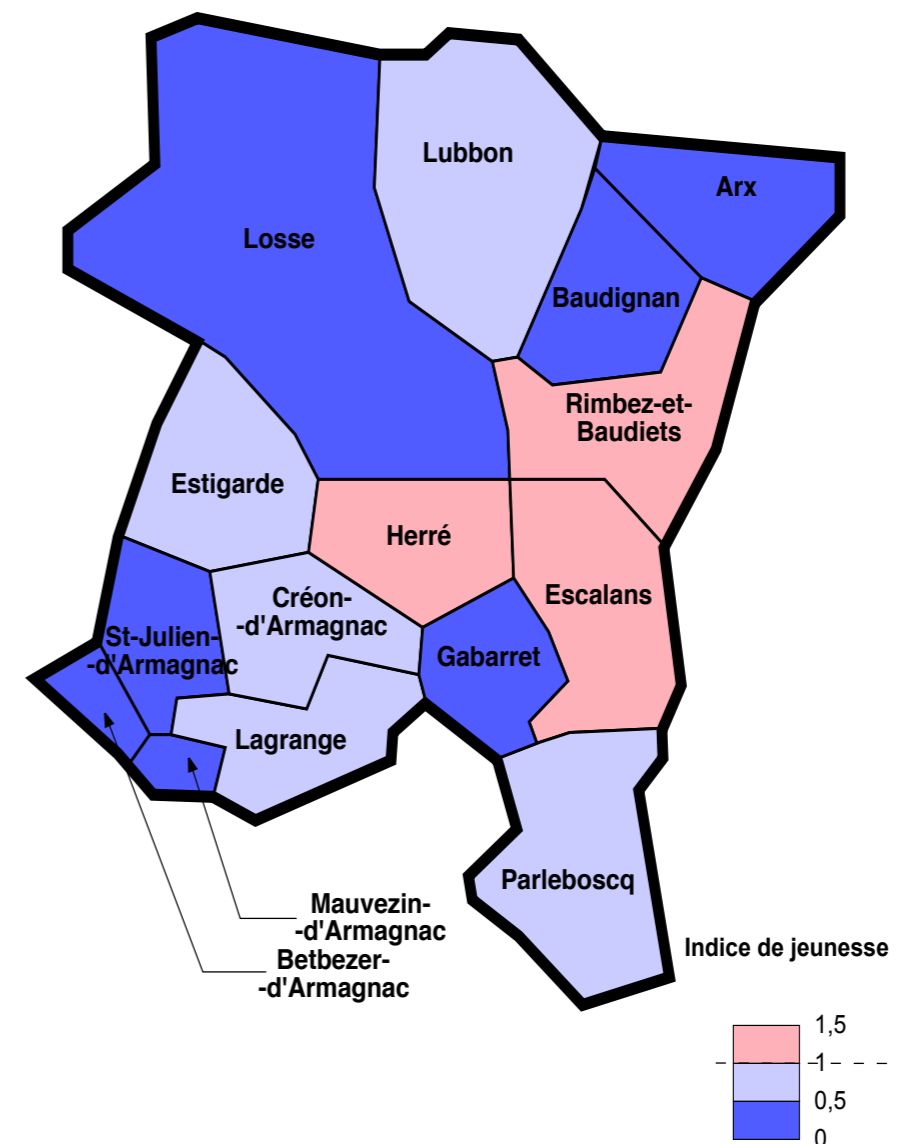 Lubbon
Arx
Losse
Baudignan
Rimbez-et-
Baudiets
Estigarde
Herré
Escalans
Créon-
-d'Armagnac
St-Julien-
-d'Armagnac
Gabarret
Lagrange
Parleboscq
Mauvezin-
-d'Armagnac
Betbezer-
-d'Armagnac
Indice de jeunesse
1,5
1
0,5
0